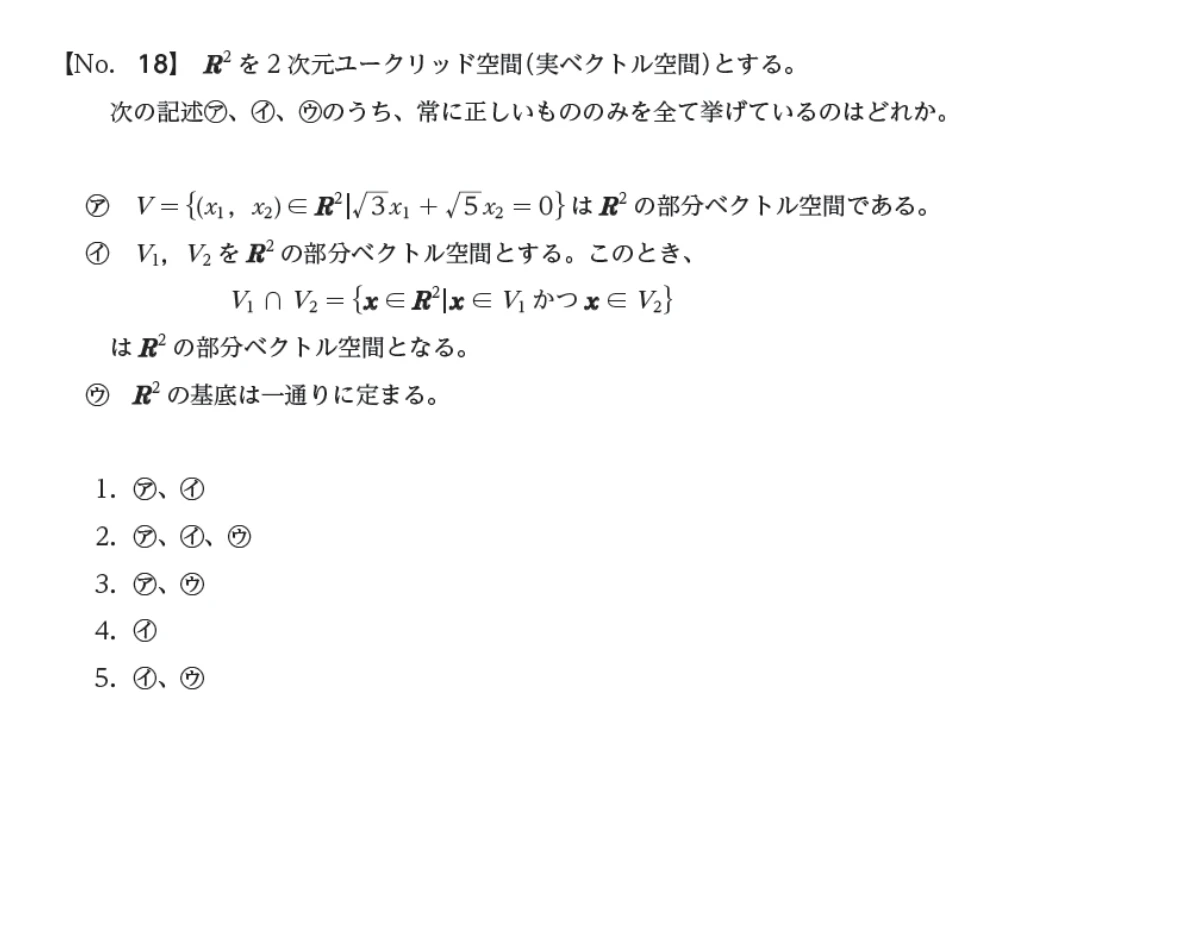 【No. 18】 R² を 2 次元ユークリッド空間(実ベクトル空間)とする。
次の記述㋐、㋑、㋒のうち、常に正しいもののみを全て挙げているのはどれか。
㋐ V = {(x₁, x₂) ∈ R²|√3x₁ + √5x₂ = 0} は R² の部分ベクトル空間である。
㋑ V₁, V₂ を R² の部分ベクトル空間とする。このとき、
V₁ ∩ V₂ = {x ∈ R²|x ∈ V₁ かつ x ∈ V₂}
は R² の部分ベクトル空間となる。
㋒ R² の基底は一通りに定まる。
1. ㋐、㋑
2. ㋐、㋑、㋒
3. ㋐、㋒
4. ㋑
5. ㋑、㋒